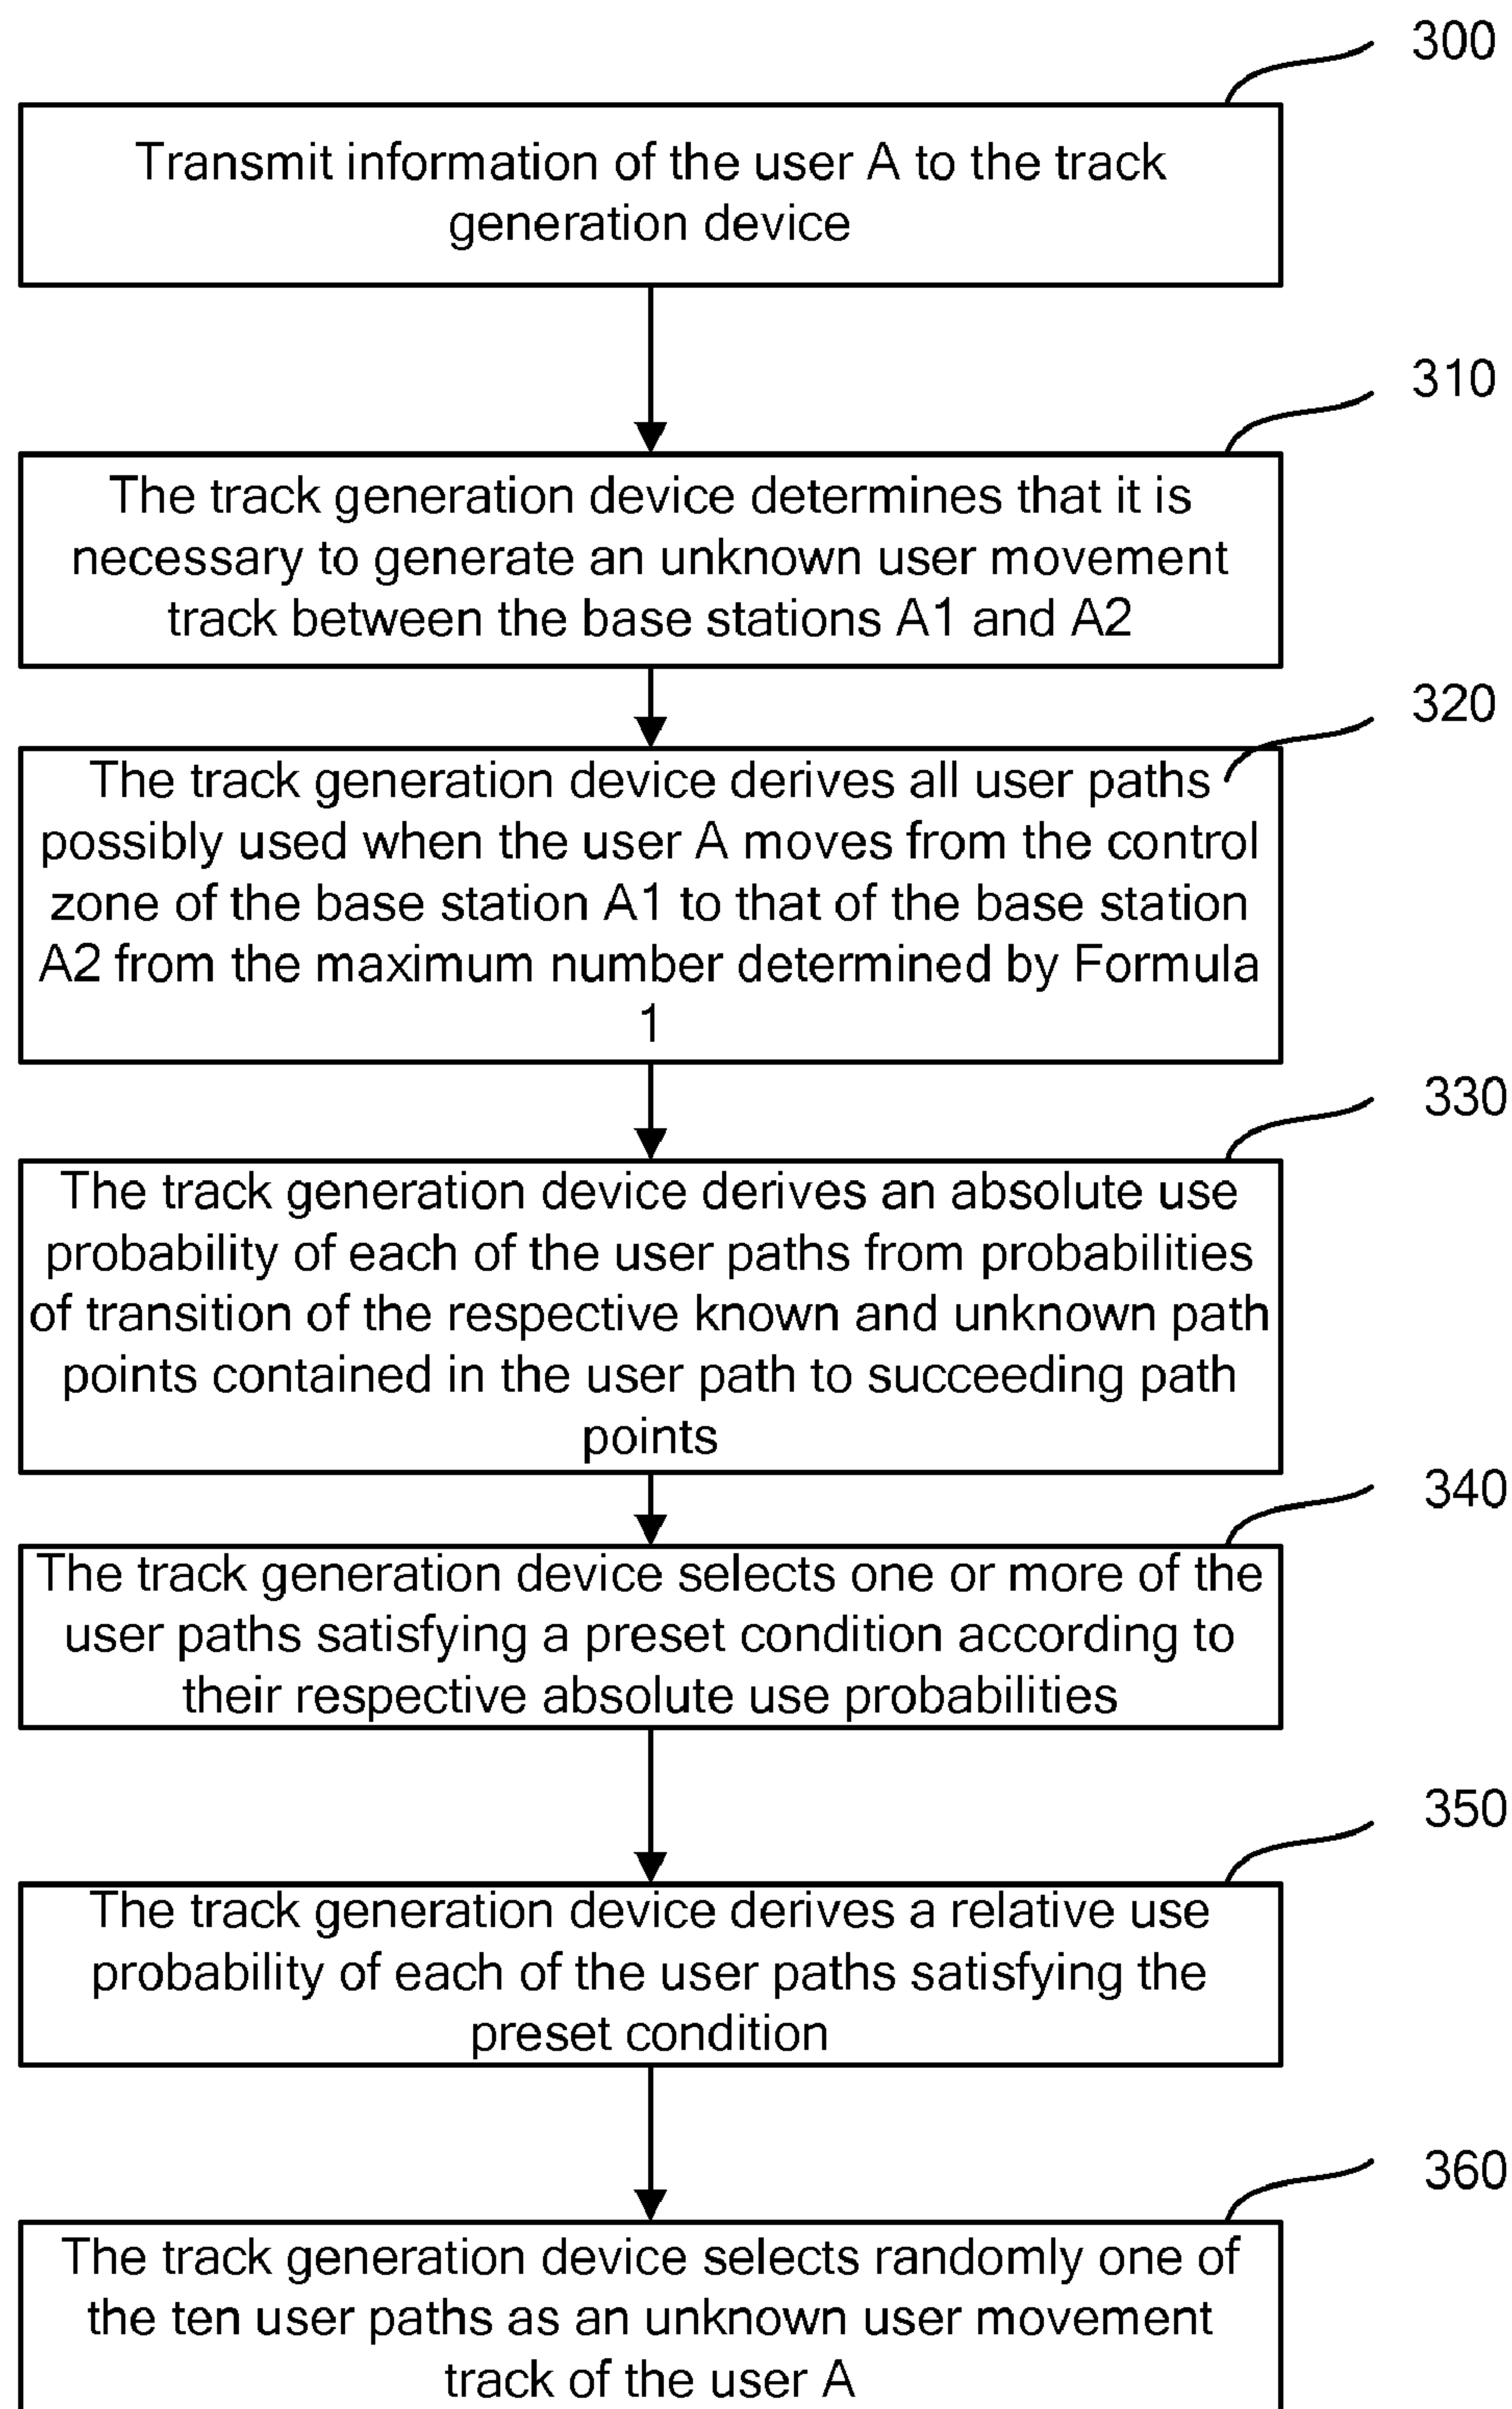 300
Transmit information of the user A to the track
generation device
310
The track generation device determines that it is
necessary to generate an unknown user movement
track between the base stations A1 and A2
320
The track generation device derives all user paths
possibly used when the user A moves from the control
zone of the base station A1 to that of the base station
A2 from the maximum number determined by Formula
1
330
The track generation device derives an absolute use
probability of each of the user paths from probabilities
of transition of the respective known and unknown path
points contained in the user path to succeeding path
points
340
The track generation device selects one or more of the
user paths satisfying a preset condition according to
their respective absolute use probabilities
350
The track generation device derives a relative use
probability of each of the user paths satisfying the
preset condition
360
The track generation device selects randomly one of
the ten user paths as an unknown user movement
track of the user A